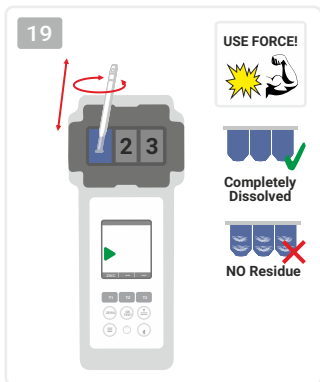 19
USE FORCE!
2 3
Completely
Dissolved
NO Residue